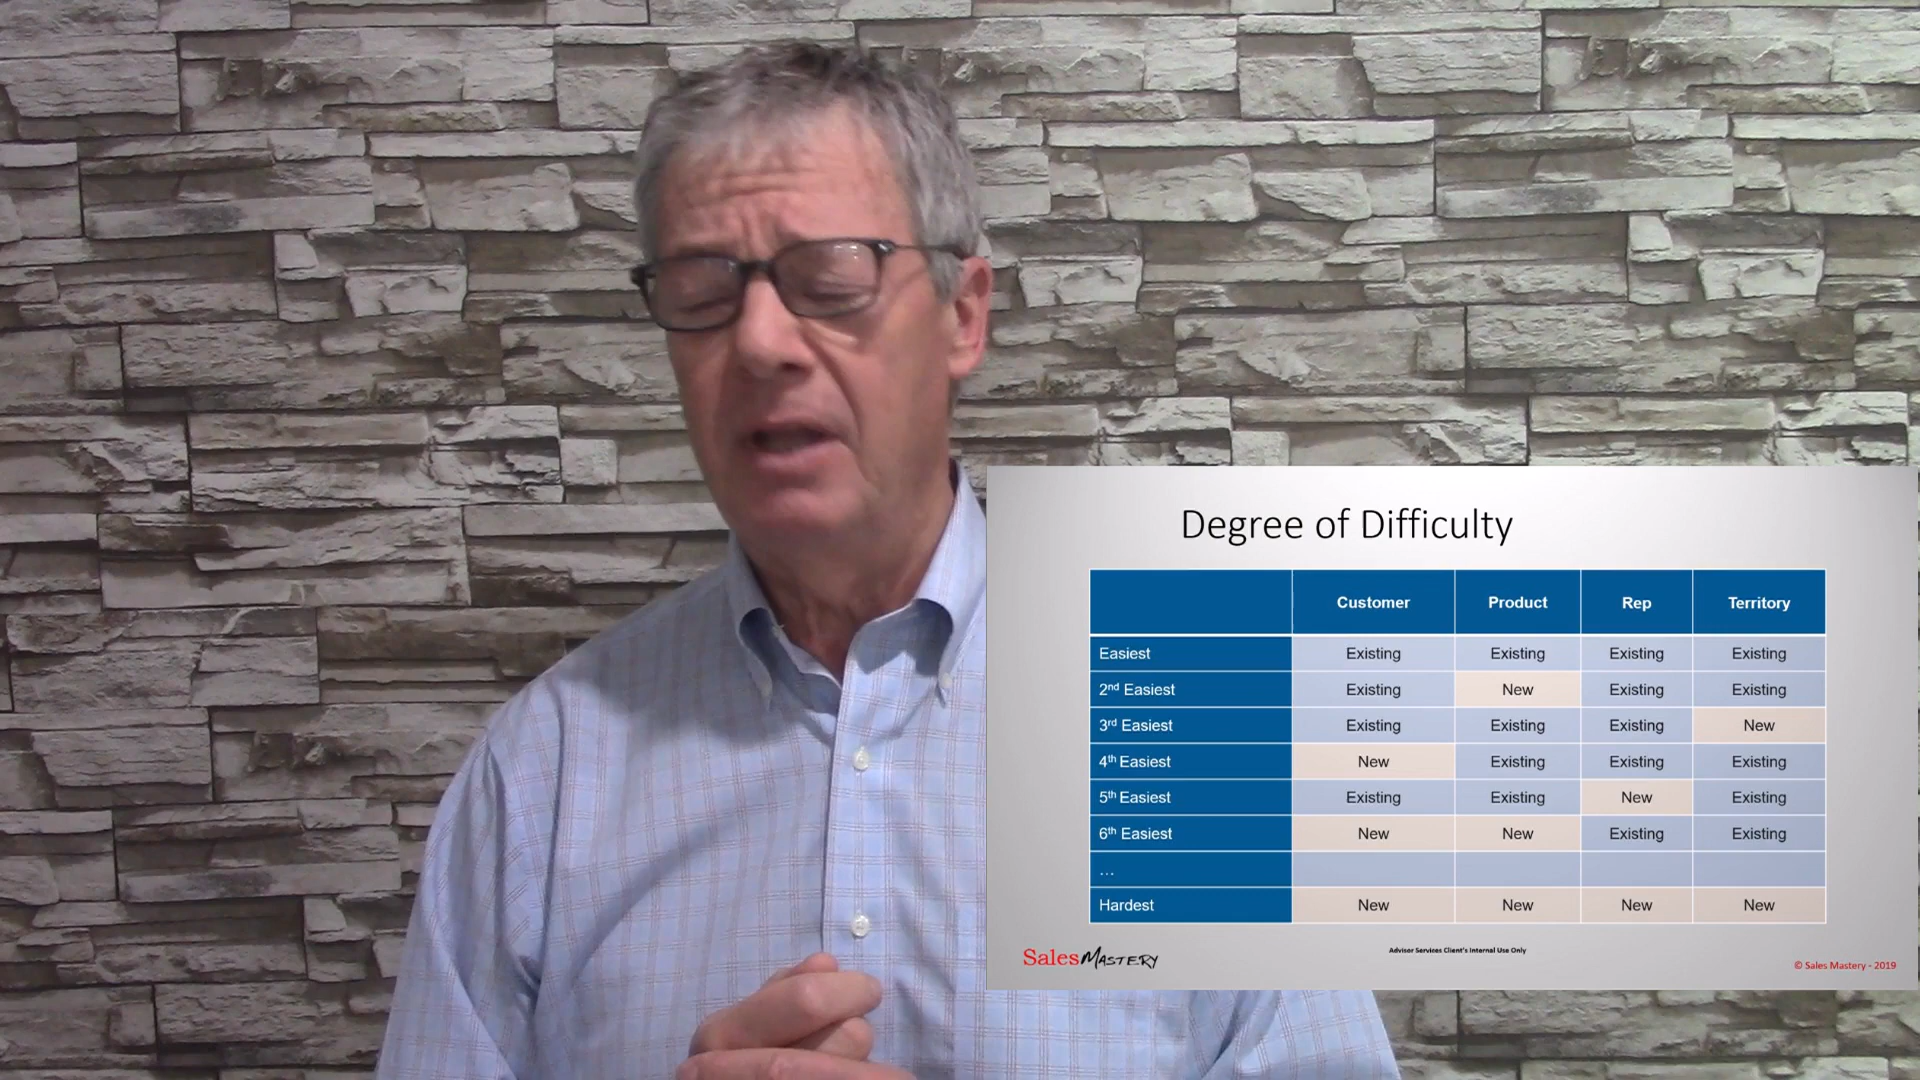 Degree of Difficulty
Customer Product Rep Territory
Easiest Existing Existing Existing Existing
2nd Easiest Existing New Existing Existing
3rd Easiest Existing Existing Existing New
4th Easiest New Existing Existing Existing
5th Easiest Existing Existing New Existing
6th Easiest New New Existing Existing
...
Hardest New New New New
SalesMASTERY
Advisor Services Client's Internal Use Only
© Sales Mastery - 2019